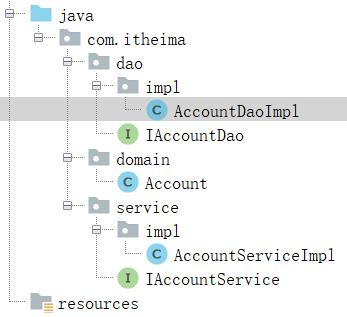 java
com.itheima
dao
impl
C AccountDaoImpl
I IAccountDao
domain
C Account
service
impl
C AccountServiceImpl
I IAccountService
resources